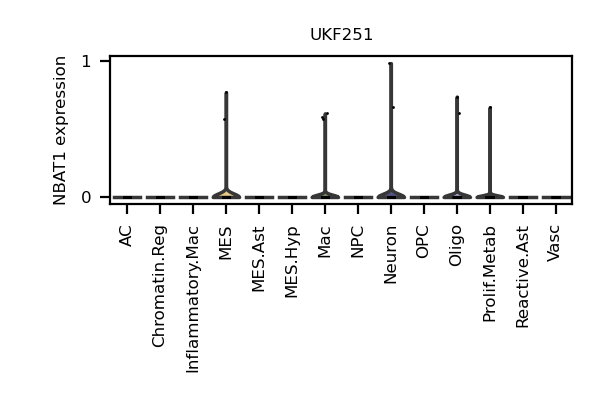 UKF251
NBAT1 expression
1
0
AC
Chromatin.Reg
Inflammatory.Mac
MES
MES.Ast
MES.Hyp
Mac
NPC
Neuron
OPC
Oligo
Prolif.Metab
Reactive.Ast
Vasc